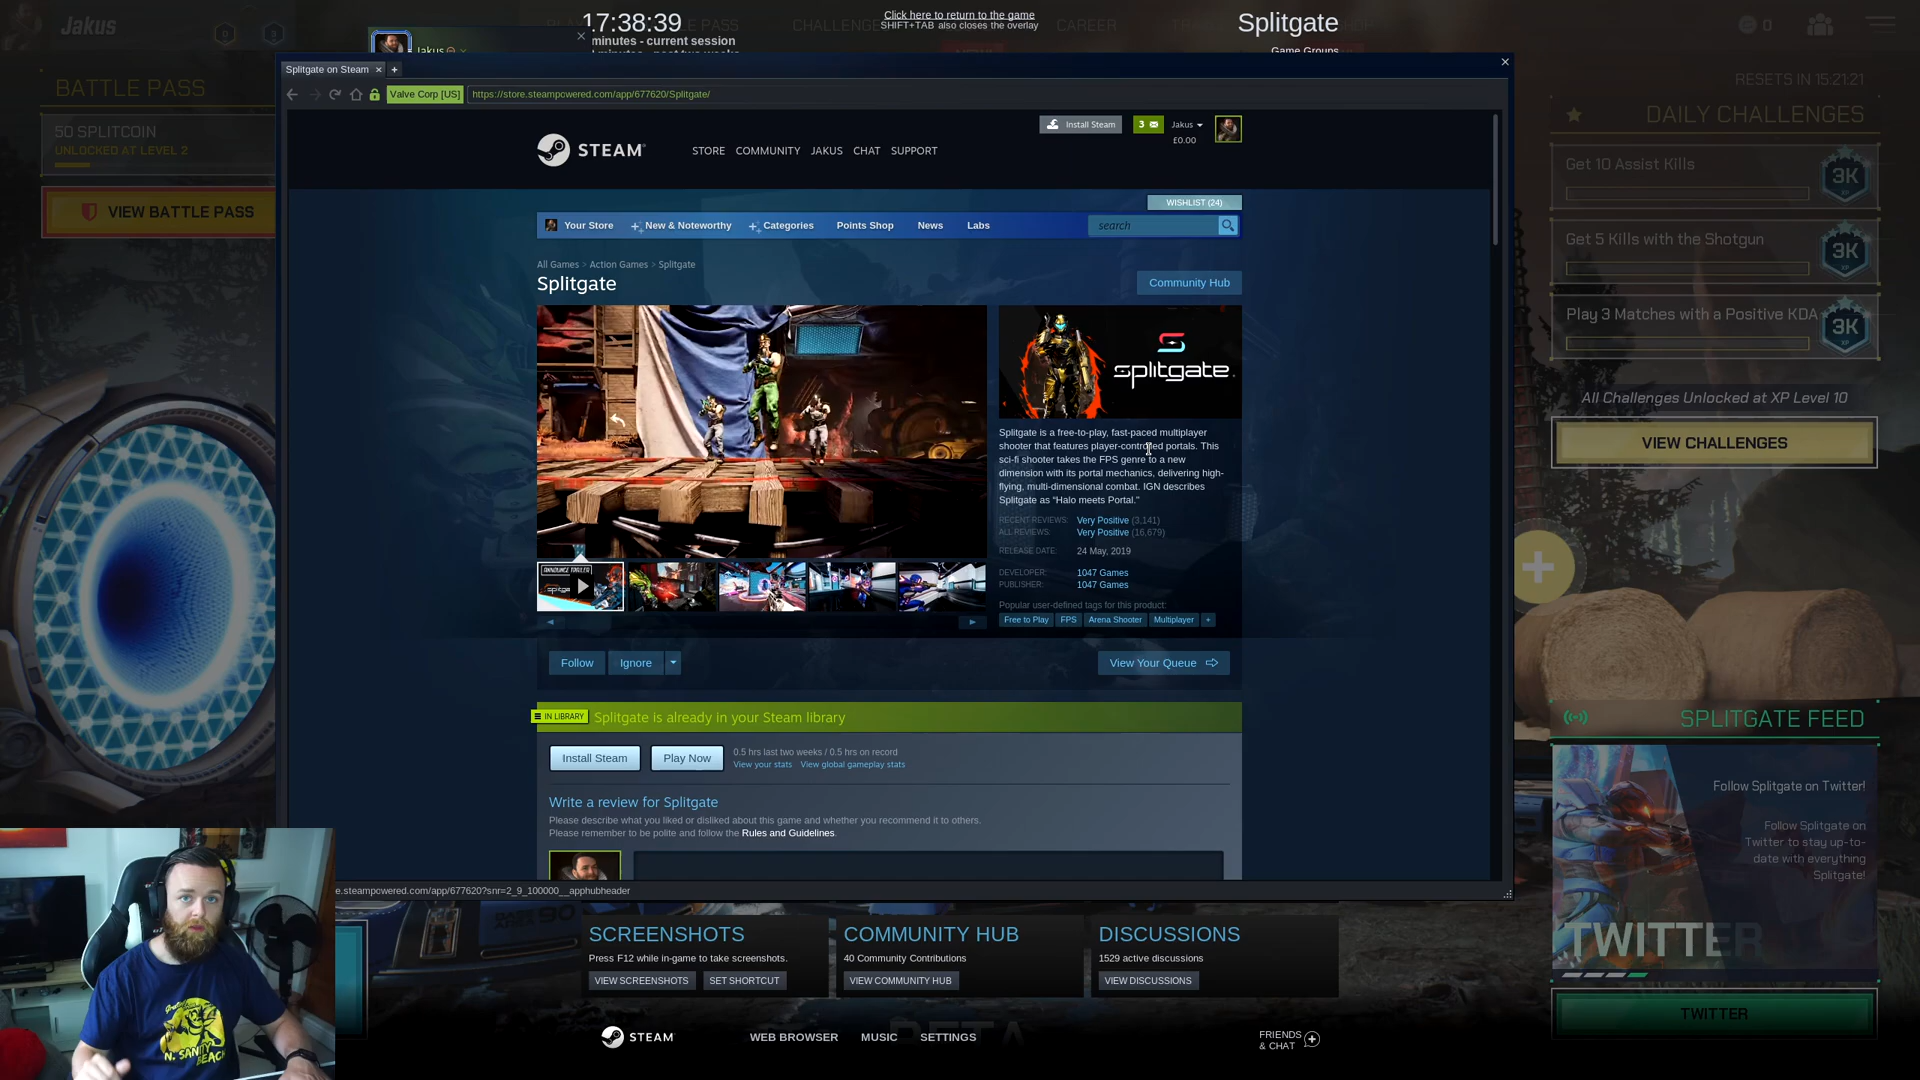 Jakus
0
3
17:38:39
minutes - current session
Click here to return to the game
SHIFT+TAB also closes the overlay
Splitgate
Game Groups
CAREER
0
Jakus
Splitgate on Steam
Valve Corp [US]
https://store.steampowered.com/app/677620/Splitgate/
BATTLE PASS
50 SPLITCOIN
UNLOCKED AT LEVEL 2
VIEW BATTLE PASS
Install Steam
3
Jakus
£0.00
STEAM
STORE
COMMUNITY
JAKUS
CHAT
SUPPORT
WISHLIST (24)
Your Store
New & Noteworthy
Categories
Points Shop
News
Labs
search
All Games > Action Games > Splitgate
Splitgate
Community Hub
splitgate
Splitgate is a free-to-play, fast-paced multiplayer
shooter that features player-controlled portals. This
sci-fi shooter takes the FPS genre to a new
dimension with its portal mechanics, delivering high-
flying, multi-dimensional combat. IGN describes
Splitgate as “Halo meets Portal.”
RECENT REVIEWS: Very Positive (3,141)
ALL REVIEWS: Very Positive (16,679)
RELEASE DATE: 24 May, 2019
DEVELOPER: 1047 Games
PUBLISHER: 1047 Games
Popular user-defined tags for this product:
Free to Play
FPS
Arena Shooter
Multiplayer
+
Follow
Ignore
View Your Queue
IN LIBRARY
Splitgate is already in your Steam library
Install Steam
Play Now
0.5 hrs last two weeks / 0.5 hrs on record
View your stats
View global gameplay stats
Write a review for Splitgate
Please describe what you liked or disliked about this game and whether you recommend it to others.
Please remember to be polite and follow the Rules and Guidelines.
e.steampowered.com/app/677620?snr=2_9_100000__apphubheader
RESETS IN 15:21:21
DAILY CHALLENGES
Get 10 Assist Kills
3K
XP
Get 5 Kills with the Shotgun
3K
XP
Play 3 Matches with a Positive KDA
3K
XP
All Challenges Unlocked at XP Level 10
VIEW CHALLENGES
SPLITGATE FEED
Follow Splitgate on Twitter!
Follow Splitgate on
Twitter to stay up-to-
date with everything
Splitgate!
TWITTER
TWITTER
N. SANITY
BEACH
SCREENSHOTS
Press F12 while in-game to take screenshots.
VIEW SCREENSHOTS
SET SHORTCUT
COMMUNITY HUB
40 Community Contributions
VIEW COMMUNITY HUB
DISCUSSIONS
1529 active discussions
VIEW DISCUSSIONS
STEAM
WEB BROWSER
MUSIC
SETTINGS
FRIENDS
& CHAT
BETA